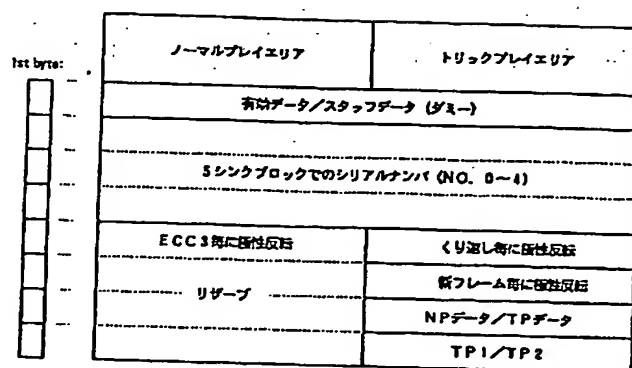 ノーマルプレイエリア
トリックプレイエリア
1st byte:
有効データ/スタッフデータ (ダミー)
5シンクブロックでのシリアルナンバ (NO. 0〜4)
ECC3毎に極性反転
くり返し毎に極性反転
新フレーム毎に極性反転
リザーブ
NPデータ/TPデータ
TP1/TP2